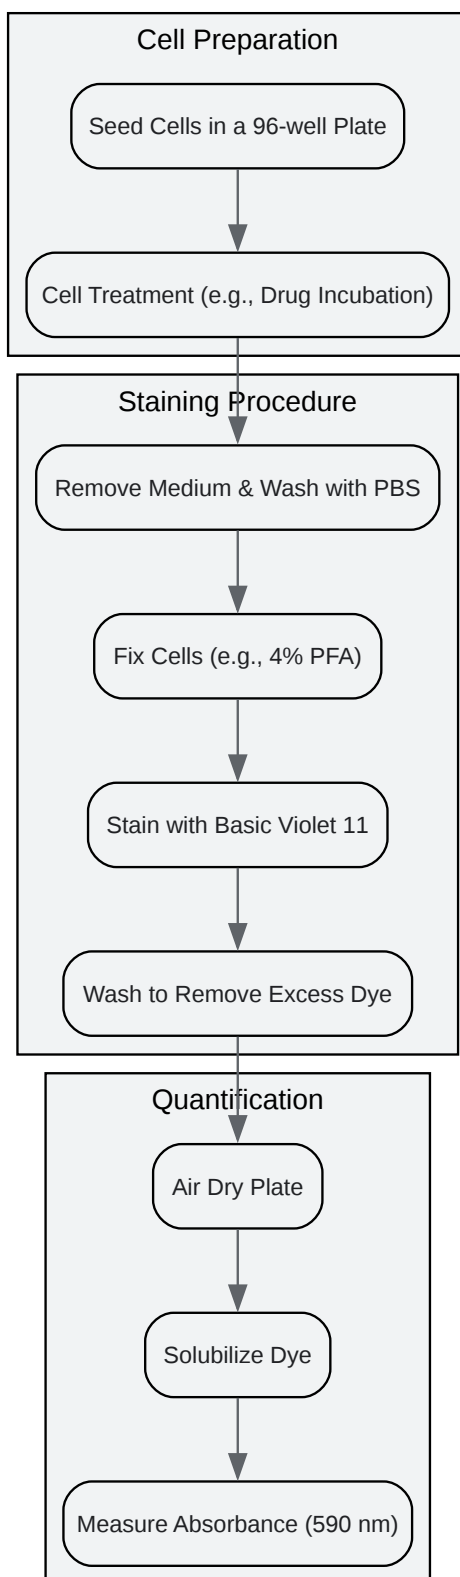 Cell Preparation
Seed Cells in a 96-well Plate
Cell Treatment (e.g., Drug Incubation)
Staining Procedure
Remove Medium & Wash with PBS
Fix Cells (e.g., 4% PFA)
Stain with Basic Violet 11
Wash to Remove Excess Dye
Quantification
Air Dry Plate
Solubilize Dye
Measure Absorbance (590 nm)